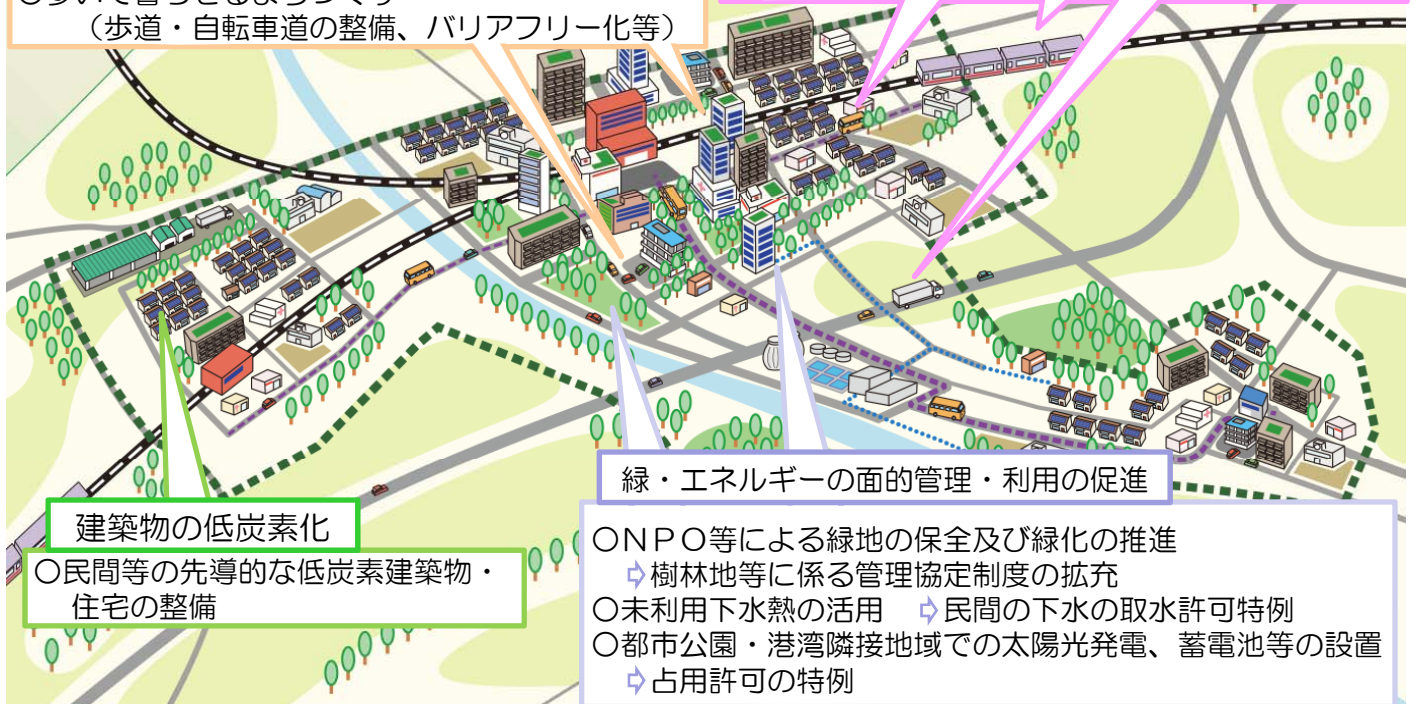 （歩道・自転車道の整備、バリアフリー化等）
建築物の低炭素化
○民間等の先導的な低炭素建築物・
住宅の整備
緑・エネルギーの面的管理・利用の促進
○ＮＰＯ等による緑地の保全及び緑化の推進
⇨樹林地等に係る管理協定制度の拡充
○未利用下水熱の活用　⇨民間の下水の取水許可特例
○都市公園・港湾隣接地域での太陽光発電、蓄電池等の設置
⇨占用許可の特例